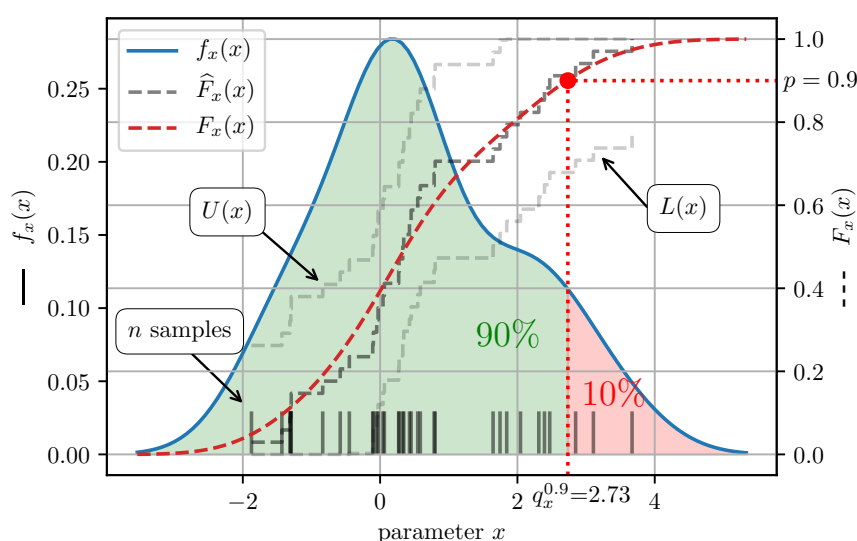 f_x(x)
F̂_x(x)
F_x(x)
1.0
p = 0.9
0.8
0.6
0.4
0.2
0.0
F_x(x)
0.25
0.20
0.15
0.10
0.05
0.00
f_x(x)
U(x)
L(x)
n samples
90%
10%
−2
0
2
4
q_x^{0.9}=2.73
parameter x